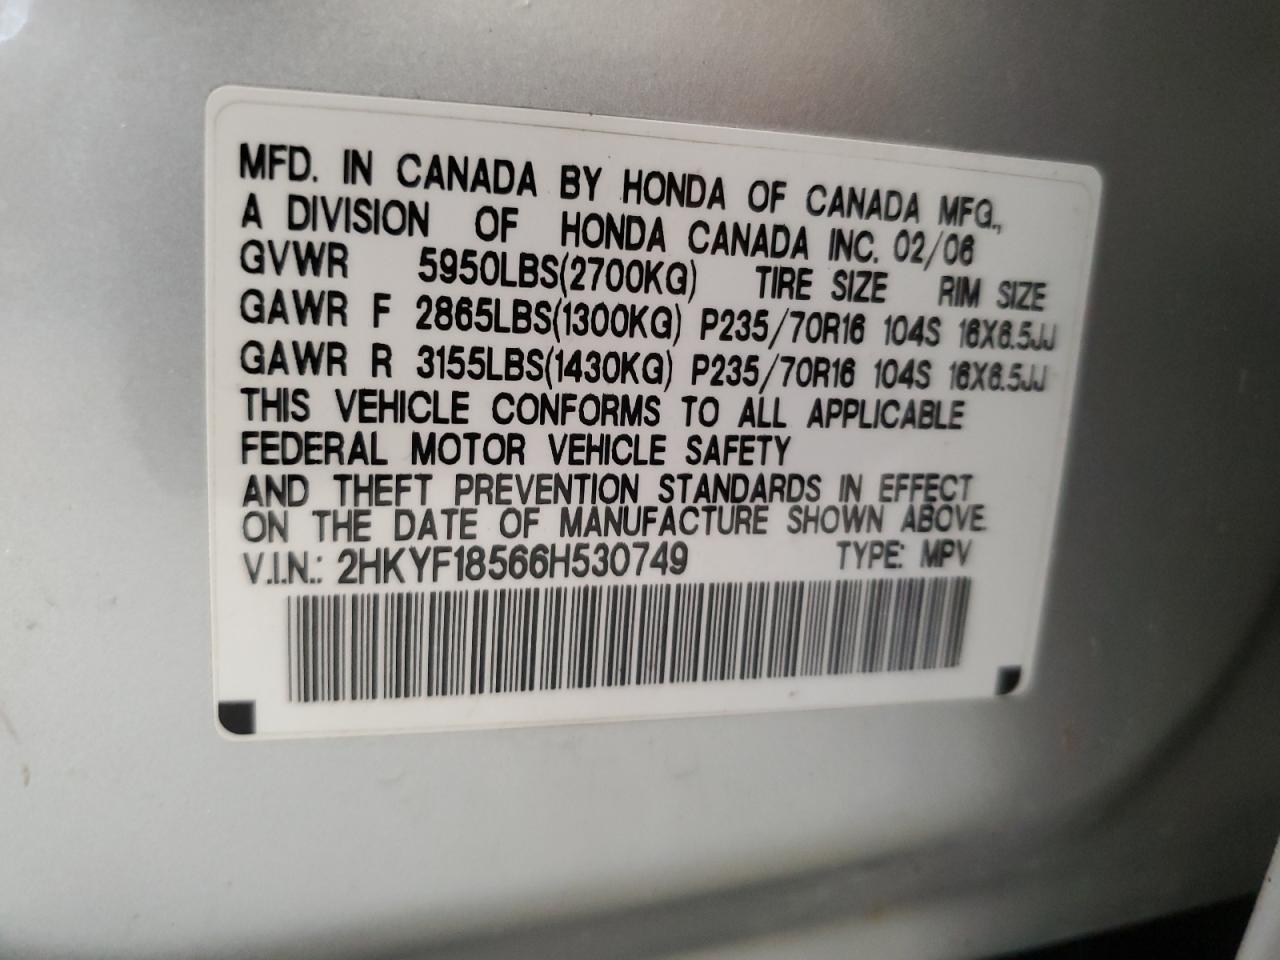 MFD. IN CANADA BY HONDA OF CANADA MFG.,
A DIVISION OF HONDA CANADA INC. 02/06
GVWR 5950LBS(2700KG) TIRE SIZE RIM SIZE
GAWR F 2865LBS(1300KG) P235/70R16 104S 16X6.5JJ
GAWR R 3155LBS(1430KG) P235/70R16 104S 16X6.5JJ
THIS VEHICLE CONFORMS TO ALL APPLICABLE
FEDERAL MOTOR VEHICLE SAFETY
AND THEFT PREVENTION STANDARDS IN EFFECT
ON THE DATE OF MANUFACTURE SHOWN ABOVE
V.I.N.: 2HKYF18566H530749 TYPE: MPV